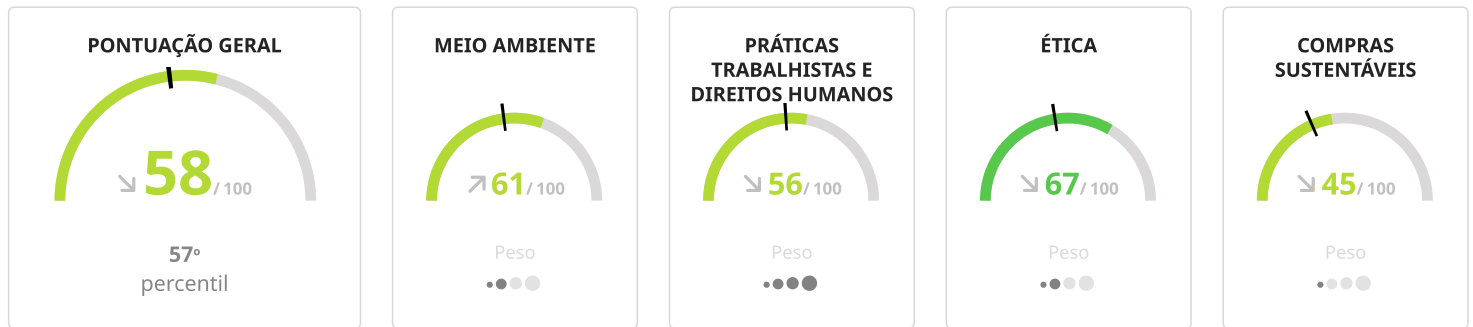 PONTUAÇÃO GERAL
58 / 100
57º
percentil
MEIO AMBIENTE
61 / 100
Peso
PRÁTICAS
TRABALHISTAS E
DIREITOS HUMANOS
56 / 100
Peso
ÉTICA
67 / 100
Peso
COMPRAS
SUSTENTÁVEIS
45 / 100
Peso